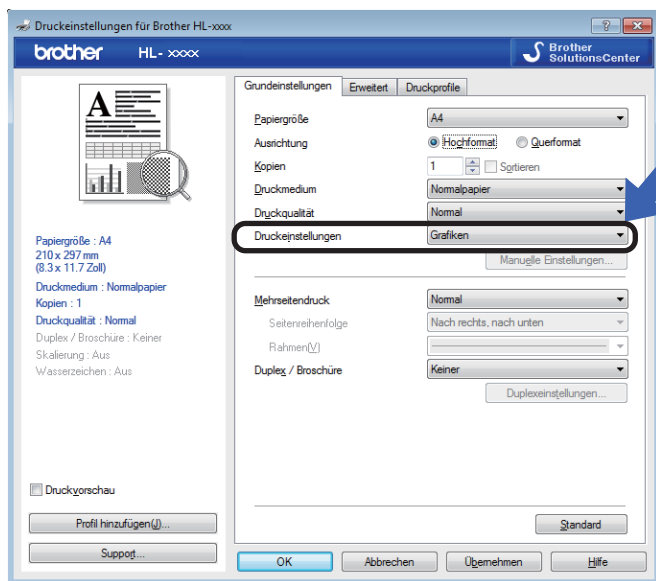 Druckeinstellungen für Brother HL-xxxx
brother HL- xxxx
Brother
SolutionsCenter
A
Grundeinstellungen Erweitert Druckprofile
Papiergröße A4
Ausrichtung Hochformat Querformat
Kopien 1 Sortieren
Druckmedium Normalpapier
Druckqualität Normal
Druckeinstellungen Grafiken
Manuelle Einstellungen...
Mehrseitendruck Normal
Seitenreihenfolge Nach rechts, nach unten
Rahmen(V)
Duplex / Broschüre Keiner
Duplexeinstellungen...
Papiergröße : A4
210 x 297 mm
(8.3 x 11.7 Zoll)
Druckmedium : Normalpapier
Kopien : 1
Druckqualität : Normal
Duplex / Broschüre : Keiner
Skalierung : Aus
Wasserzeichen : Aus
Druckvorschau
Profil hinzufügen(J)...
Support...
Standard
OK Abbrechen Übernehmen Hilfe